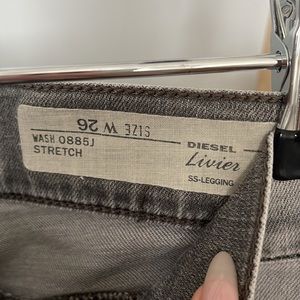 SIZE W 26
WASH 0885J
STRETCH
DIESEL
Livier
SS-LEGGING